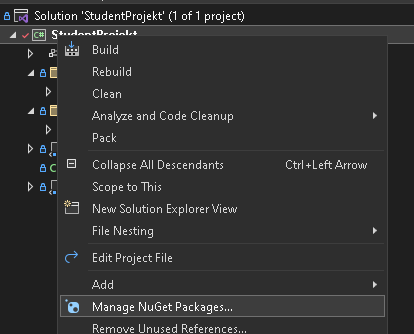 Solution 'StudentProjekt' (1 of 1 project)
C# StudentProjekt
Build
Rebuild
Clean
Analyze and Code Cleanup
Pack
Collapse All Descendants Ctrl+Left Arrow
Scope to This
New Solution Explorer View
File Nesting
Edit Project File
Add
Manage NuGet Packages...
Remove Unused References...